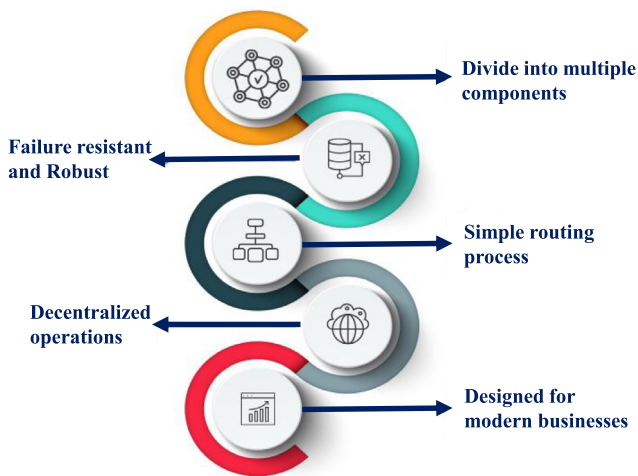 Divide into multiple
components
Failure resistant
and Robust
Simple routing
process
Decentralized
operations
Designed for
modern businesses